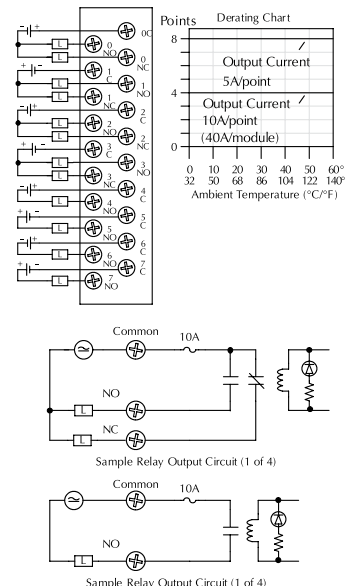 0C
L
0
NO
L
0
NC
1
C
L
1
NO
L
1
NC
2
C
L
2
NO
L
2
NC
3
C
L
3
NO
L
3
NC
4
C
L
4
NO
5
C
L
5
NO
6
C
L
6
NO
7
C
L
7
NO
Points Derating Chart
8
Output Current
5A/point
4
Output Current
10A/point
(40A/module)
0
0 10 20 30 40 50 60°
32 50 68 86 104 122 140°
Ambient Temperature (°C/°F)
Common
10A
NO
L
NC
L
Sample Relay Output Circuit (1 of 4)
Common
10A
NO
L
Sample Relay Output Circuit (1 of 4)